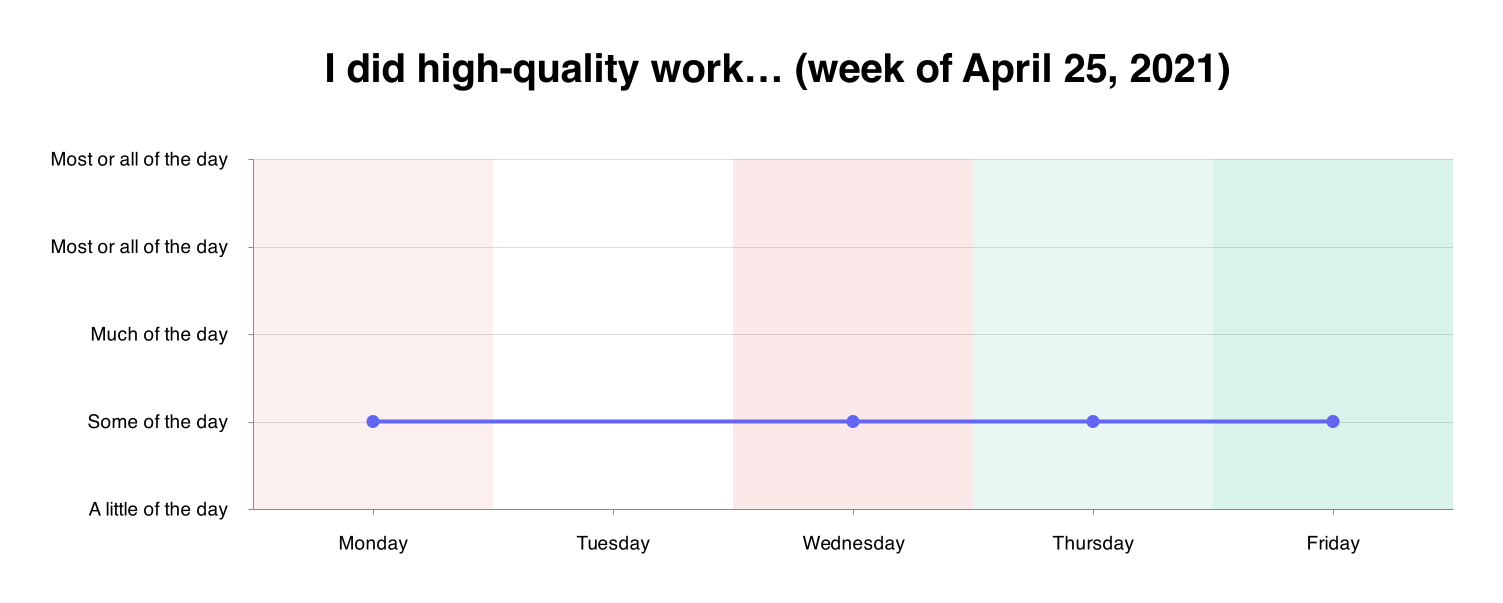 I did high-quality work… (week of April 25, 2021)
Most or all of the day
Most or all of the day
Much of the day
Some of the day
A little of the day
Monday Tuesday Wednesday Thursday Friday